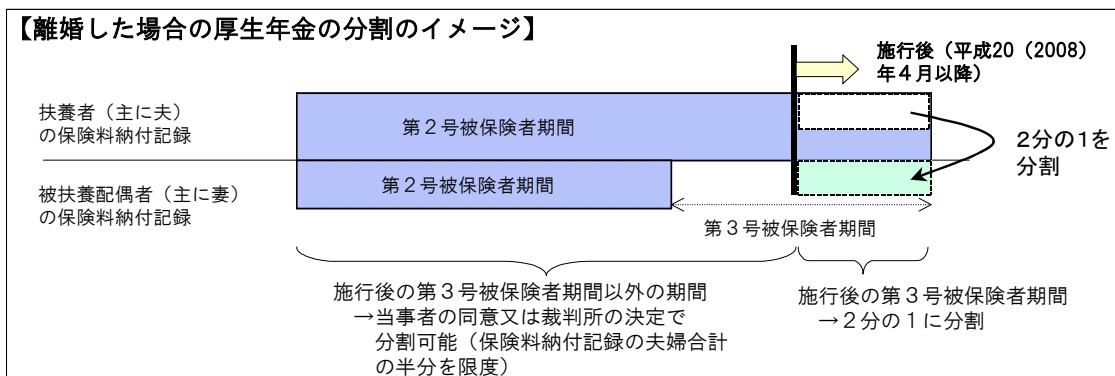 【離婚した場合の厚生年金の分割のイメージ】
施行後（平成20（2008）
年４月以降）
扶養者（主に夫）
の保険料納付記録
第２号被保険者期間
2分の1を
分割
被扶養配偶者（主に妻）
の保険料納付記録
第２号被保険者期間
第３号被保険者期間
施行後の第３号被保険者期間以外の期間
→当事者の同意又は裁判所の決定で
分割可能（保険料納付記録の夫婦合計
の半分を限度）
施行後の第３号被保険者期間
→２分の１に分割